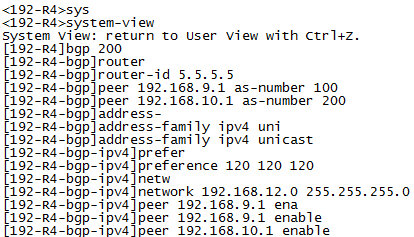 <192-R4>sys
<192-R4>system-view
System View: return to User View with Ctrl+Z.
[192-R4]bgp 200
[192-R4-bgp]router
[192-R4-bgp]router-id 5.5.5.5
[192-R4-bgp]peer 192.168.9.1 as-number 100
[192-R4-bgp]peer 192.168.10.1 as-number 200
[192-R4-bgp]address-
[192-R4-bgp]address-family ipv4 uni
[192-R4-bgp]address-family ipv4 unicast
[192-R4-bgp-ipv4]prefer
[192-R4-bgp-ipv4]preference 120 120 120
[192-R4-bgp-ipv4]netw
[192-R4-bgp-ipv4]network 192.168.12.0 255.255.255.0
[192-R4-bgp-ipv4]peer 192.168.9.1 ena
[192-R4-bgp-ipv4]peer 192.168.9.1 enable
[192-R4-bgp-ipv4]peer 192.168.10.1 enable